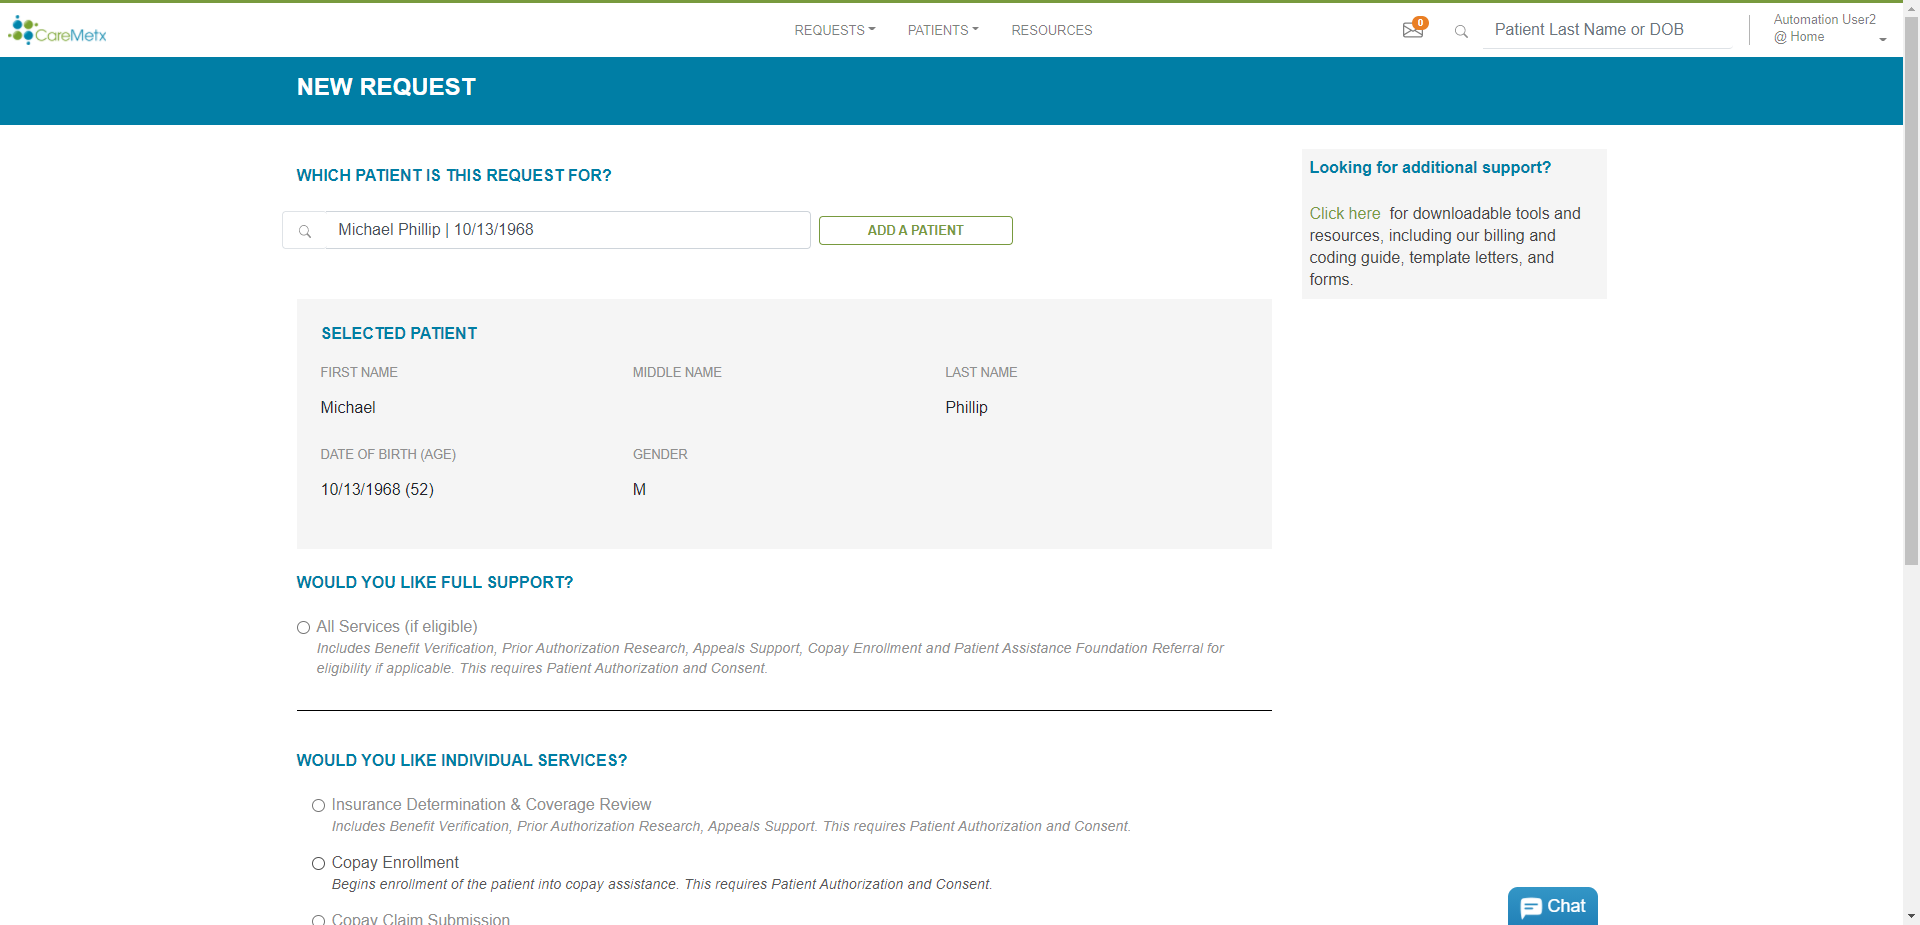 CareMetx
REQUESTS
PATIENTS
RESOURCES
0
Patient Last Name or DOB
Automation User2
@ Home
NEW REQUEST
WHICH PATIENT IS THIS REQUEST FOR?
Michael Phillip | 10/13/1968
ADD A PATIENT
Looking for additional support?
Click here for downloadable tools and
resources, including our billing and
coding guide, template letters, and
forms.
SELECTED PATIENT
FIRST NAME
MIDDLE NAME
LAST NAME
Michael
Phillip
DATE OF BIRTH (AGE)
GENDER
10/13/1968 (52)
M
WOULD YOU LIKE FULL SUPPORT?
All Services (if eligible)
Includes Benefit Verification, Prior Authorization Research, Appeals Support, Copay Enrollment and Patient Assistance Foundation Referral for
eligibility if applicable. This requires Patient Authorization and Consent.
WOULD YOU LIKE INDIVIDUAL SERVICES?
Insurance Determination & Coverage Review
Includes Benefit Verification, Prior Authorization Research, Appeals Support. This requires Patient Authorization and Consent.
Copay Enrollment
Begins enrollment of the patient into copay assistance. This requires Patient Authorization and Consent.
Copay Claim Submission
Chat